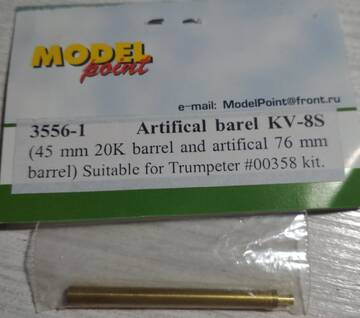 MODEL
point
e-mail: ModelPoint@front.ru
3556-1 Artifical barel KV-8S
(45 mm 20K barrel and artifical 76 mm
barrel) Suitable for Trumpeter #00358 kit.